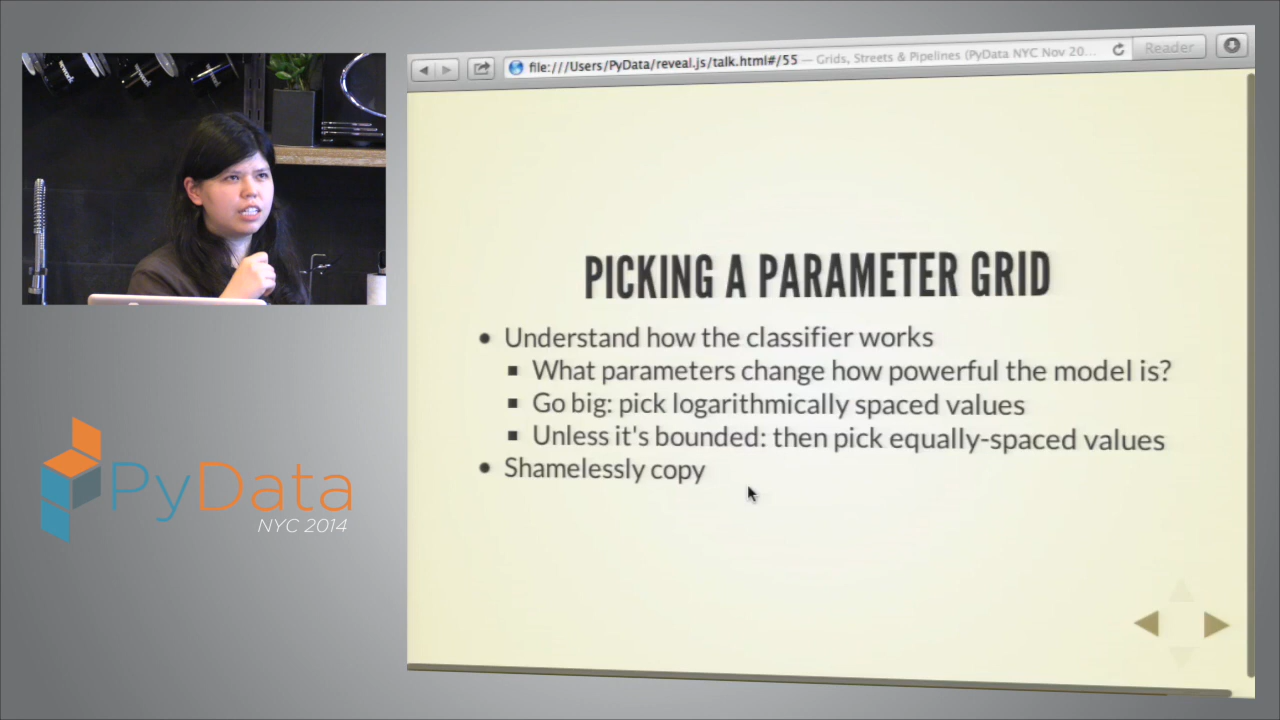 file:///Users/PyData/reveal.js/talk.html#/55 — Grids, Streets & Pipelines (PyData NYC Nov 20...
Reader
PICKING A PARAMETER GRID
• Understand how the classifier works
▪ What parameters change how powerful the model is?
▪ Go big: pick logarithmically spaced values
▪ Unless it's bounded: then pick equally-spaced values
• Shamelessly copy
PyData
NYC 2014